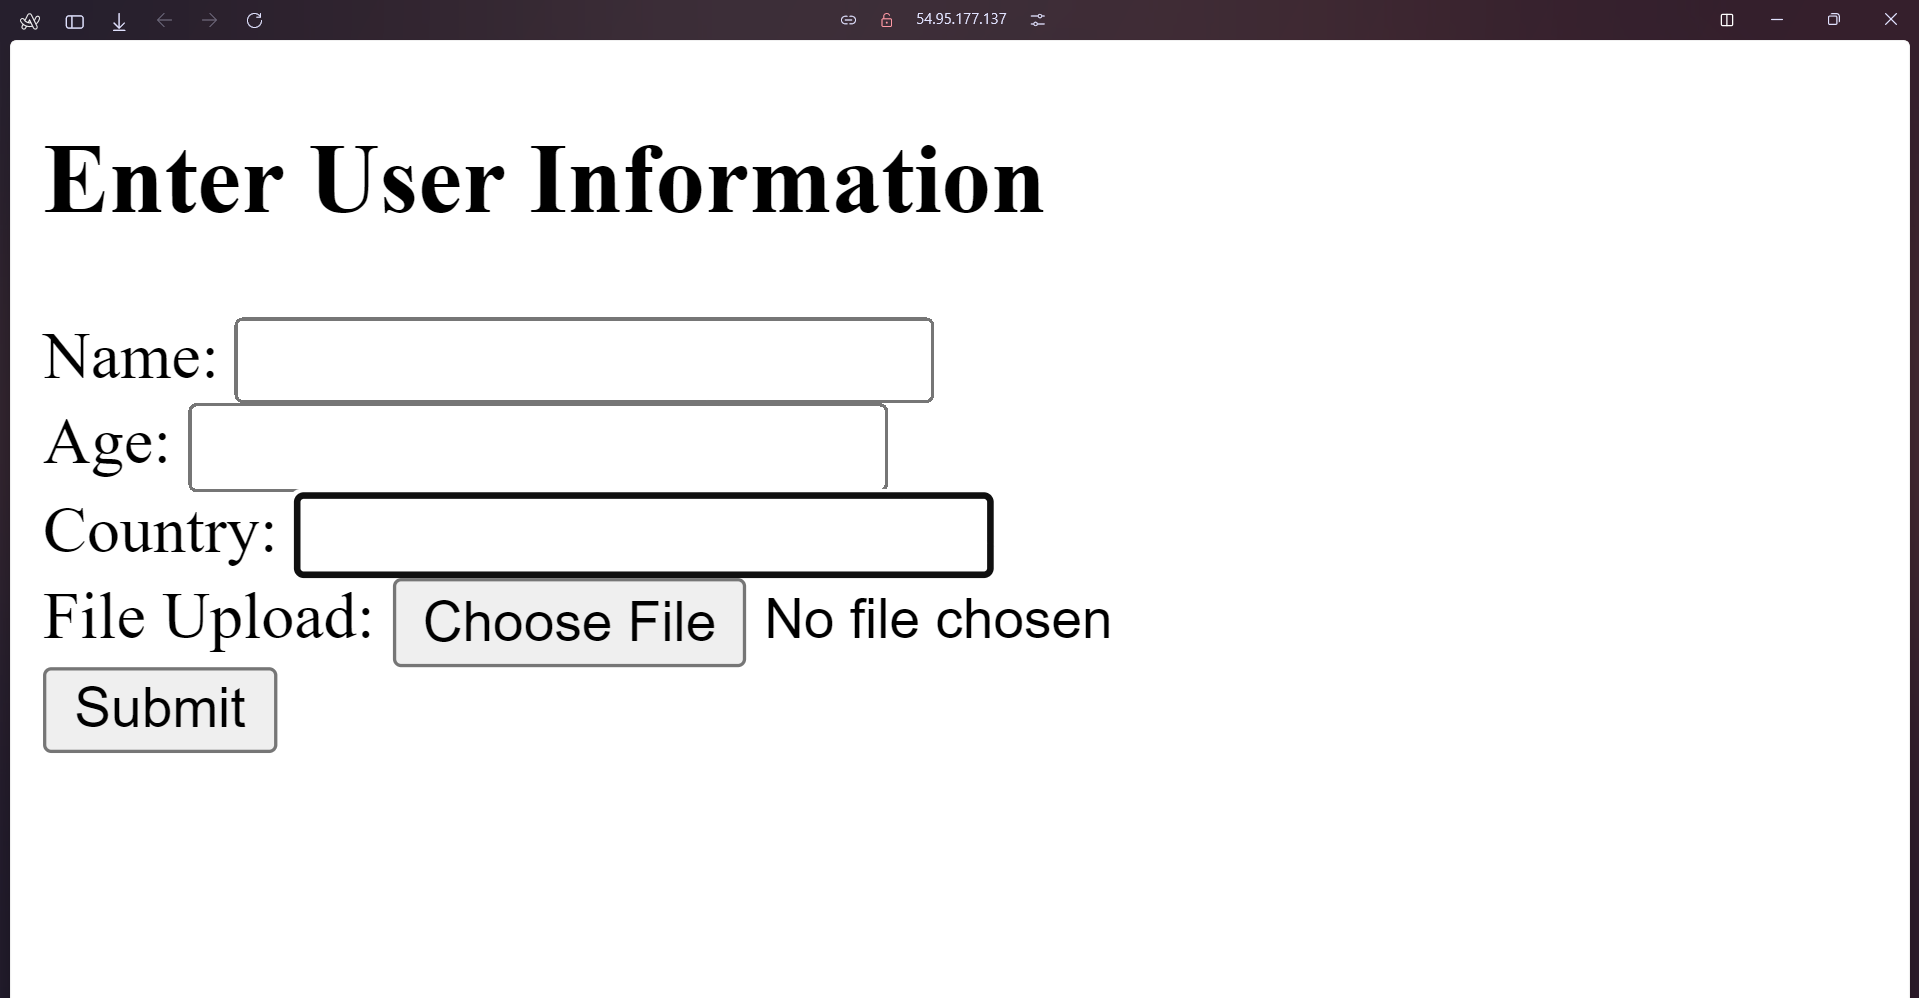 54.95.177.137
Enter User Information
Name:
Age:
Country:
File Upload: Choose File No file chosen
Submit